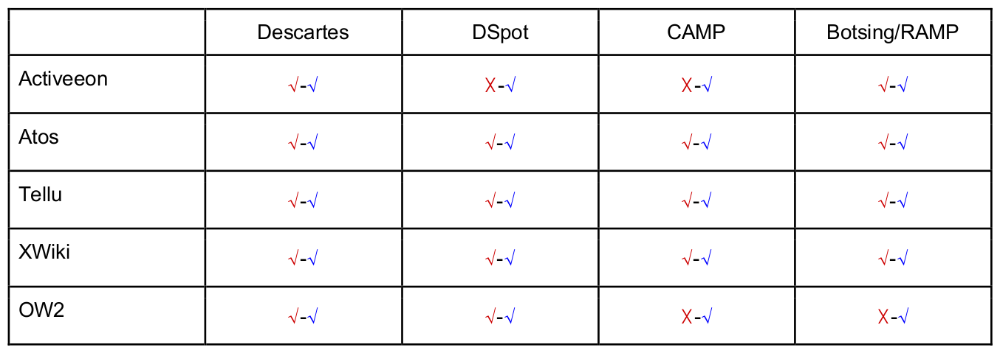 Descartes DSpot CAMP Botsing/RAMP
Activeeon √-√ X-√ X-√ √-√
Atos √-√ √-√ √-√ √-√
Tellu √-√ √-√ √-√ √-√
XWiki √-√ √-√ √-√ √-√
OW2 √-√ √-√ X-√ X-√